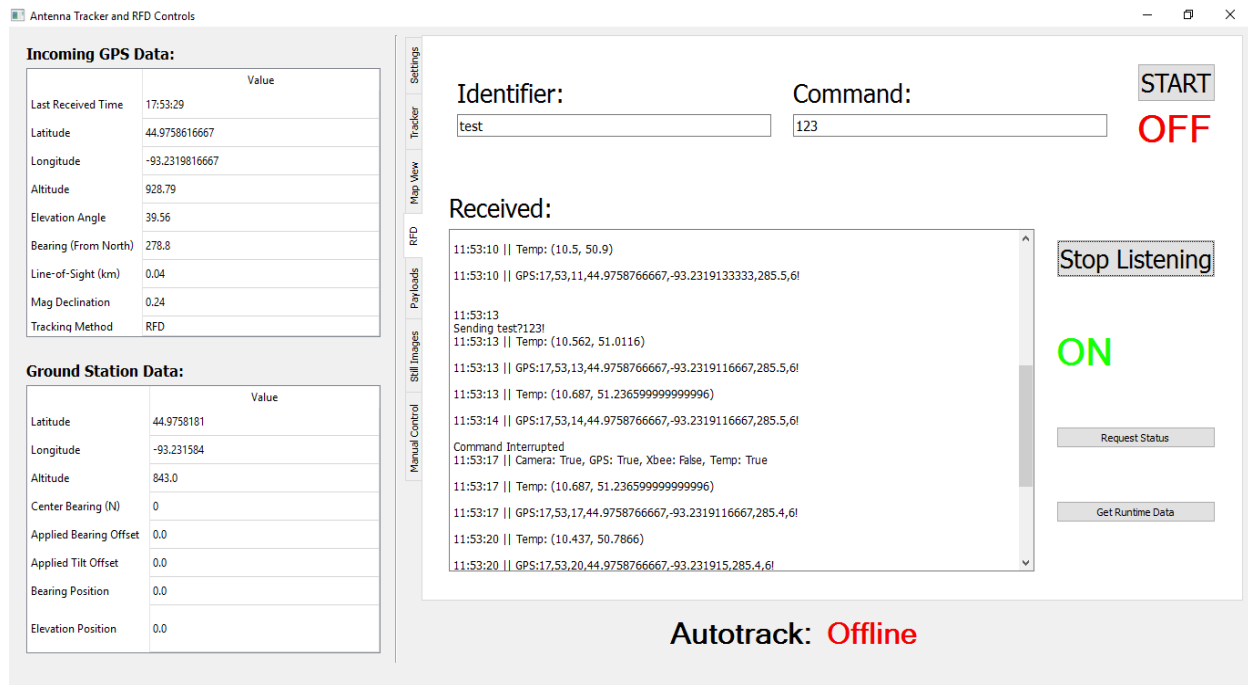 Antenna Tracker and RFD Controls
Incoming GPS Data:
Value
Last Received Time 17:53:29
Latitude 44.9758616667
Longitude -93.2319816667
Altitude 928.79
Elevation Angle 39.56
Bearing (From North) 278.8
Line-of-Sight (km) 0.04
Mag Declination 0.24
Tracking Method RFD
Ground Station Data:
Value
Latitude 44.9758181
Longitude -93.231584
Altitude 843.0
Center Bearing (N) 0
Applied Bearing Offset 0.0
Applied Tilt Offset 0.0
Bearing Position 0.0
Elevation Position 0.0
Settings
Tracker
Map View
RFD
Payloads
Still Images
Manual Control
Identifier: Command:
test 123
START
OFF
Received:
11:53:10 || Temp: (10.5, 50.9)
11:53:10 || GPS:17,53,11,44.9758766667,-93.2319133333,285.5,6!
11:53:13
Sending test?123!
11:53:13 || Temp: (10.562, 51.0116)
11:53:13 || GPS:17,53,13,44.9758766667,-93.2319116667,285.5,6!
11:53:13 || Temp: (10.687, 51.236599999999996)
11:53:14 || GPS:17,53,14,44.9758766667,-93.2319116667,285.5,6!
Command Interrupted
11:53:17 || Camera: True, GPS: True, Xbee: False, Temp: True
11:53:17 || Temp: (10.687, 51.236599999999996)
11:53:17 || GPS:17,53,17,44.9758766667,-93.2319116667,285.4,6!
11:53:20 || Temp: (10.437, 50.7866)
11:53:20 || GPS:17,53,20,44.9758766667,-93.231915,285.4,6!
Stop Listening
ON
Request Status
Get Runtime Data
Autotrack: Offline